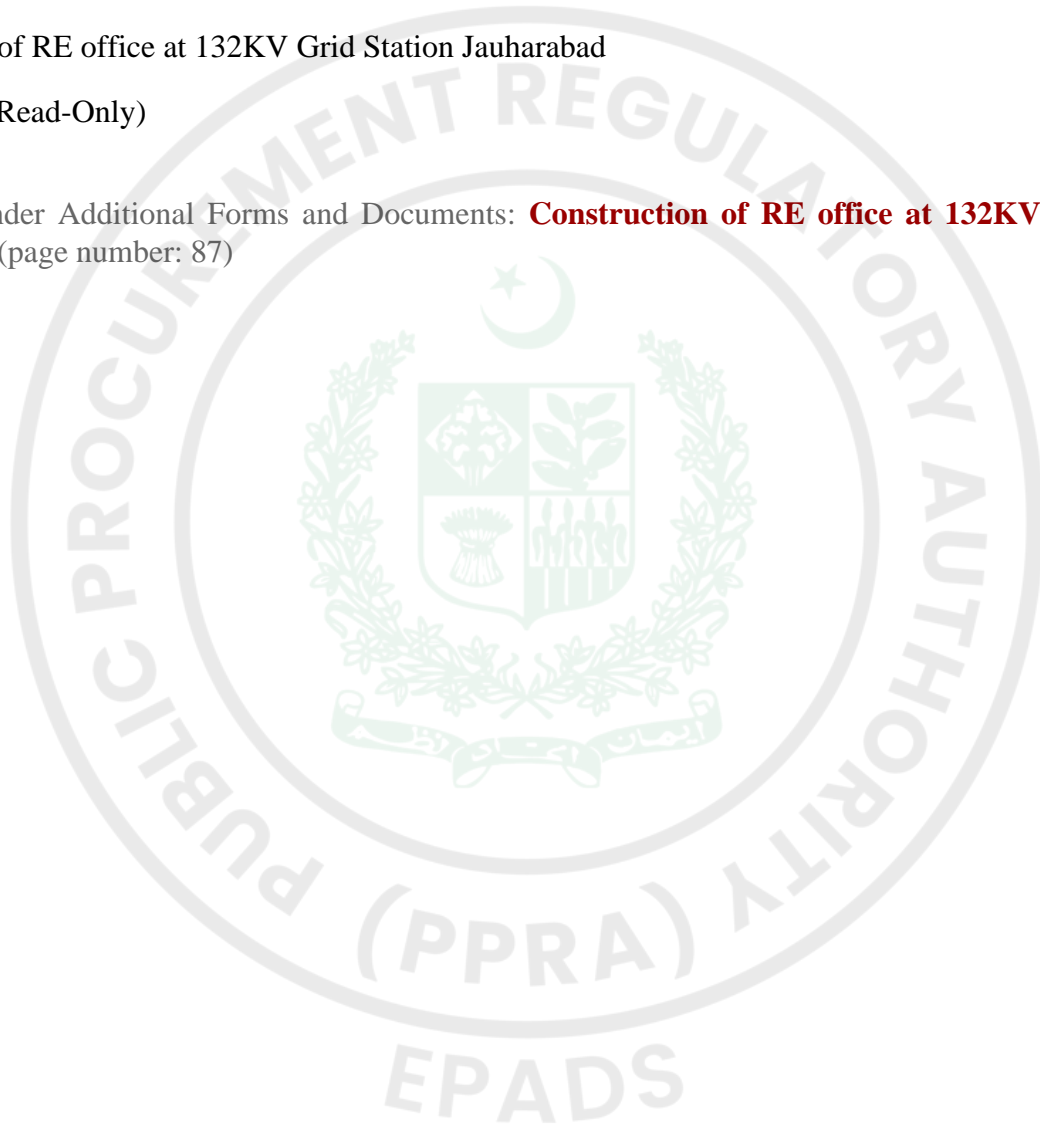 of RE office at 132KV Grid Station Jauharabad
Read-Only)
nder Additional Forms and Documents: Construction of RE office at 132KV
(page number: 87)
PUBLIC PROCUREMENT REGULATORY AUTHORITY
(PPRA)
EPADS